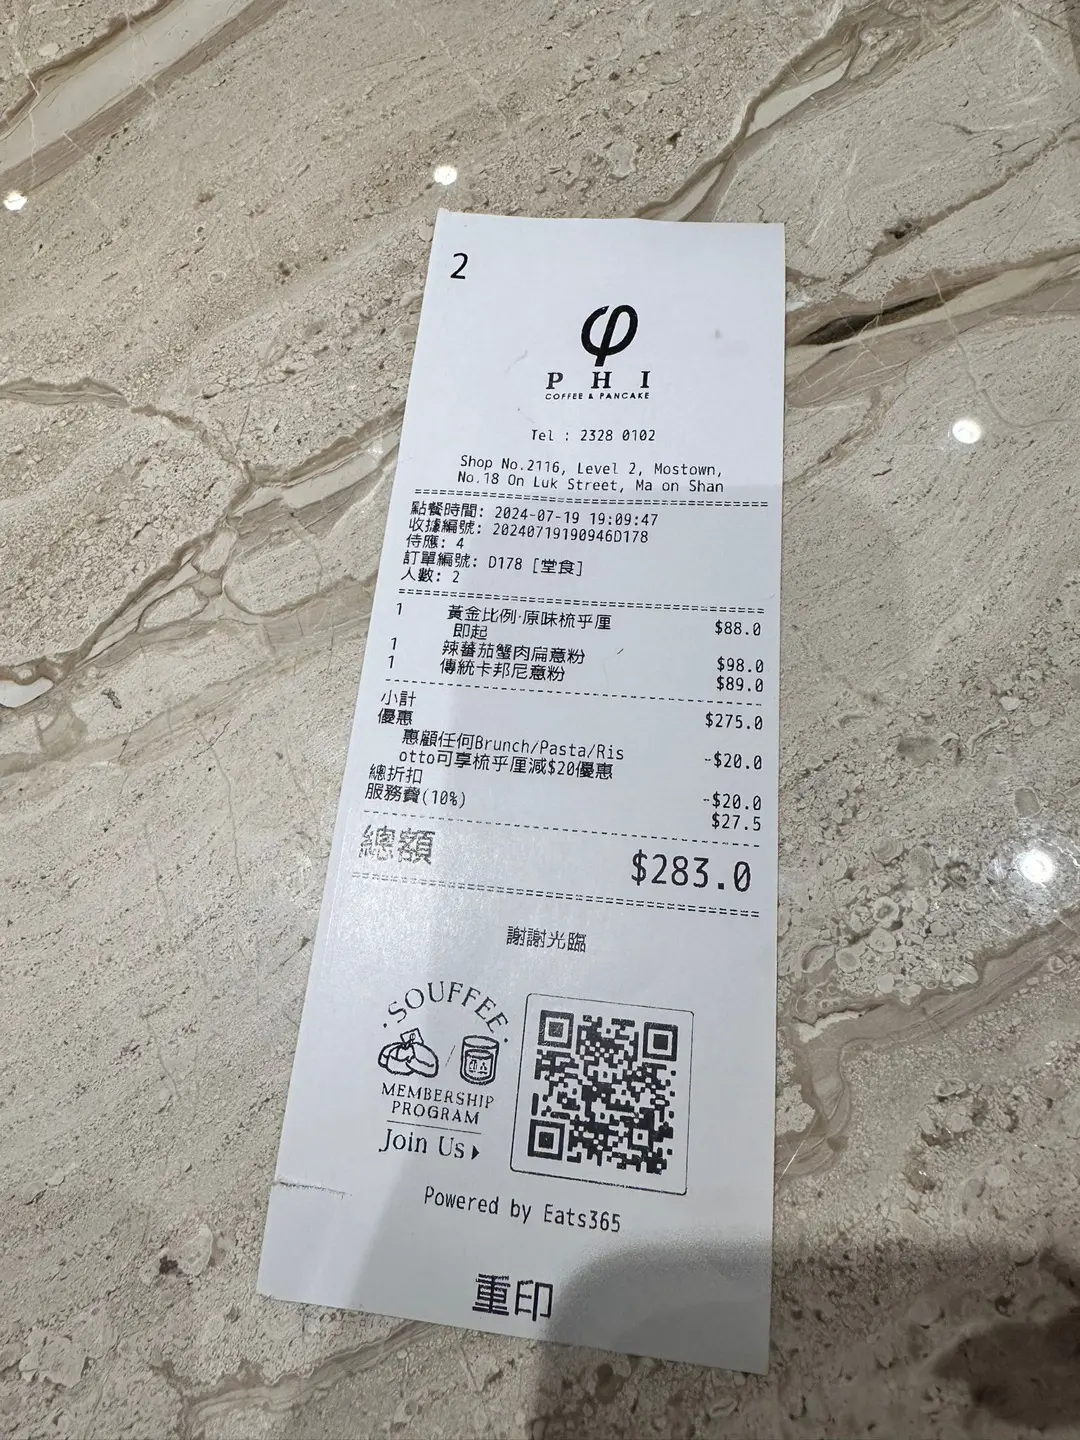 2
φ
PHI
COFFEE & PANCAKE
Tel : 2328 0102
Shop No.2116, Level 2, Mostown,
No.18 On Luk Street, Ma on Shan
點餐時間: 2024-07-19 19:09:47
收據編號: 20240719190946D178
侍應: 4
訂單編號: D178 [堂食]
人數: 2
1 黃金比例·原味梳乎厘 $88.0
即起
1 辣蕃茄蟹肉扁意粉 $98.0
1 傳統卡邦尼意粉 $89.0
小計 $275.0
優惠
惠顧任何Brunch/Pasta/Ris -$20.0
otto可享梳乎厘減$20優惠
總折扣 -$20.0
服務費(10%) $27.5
總額 $283.0
謝謝光臨
·SOUFFEE·
MEMBERSHIP
PROGRAM
Join Us
Powered by Eats365
重印